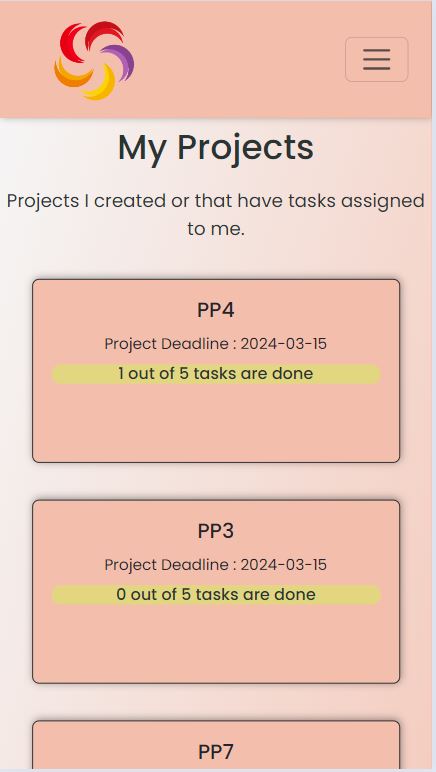 My Projects
Projects I created or that have tasks assigned
to me.
PP4
Project Deadline : 2024-03-15
1 out of 5 tasks are done
PP3
Project Deadline : 2024-03-15
0 out of 5 tasks are done
PP7